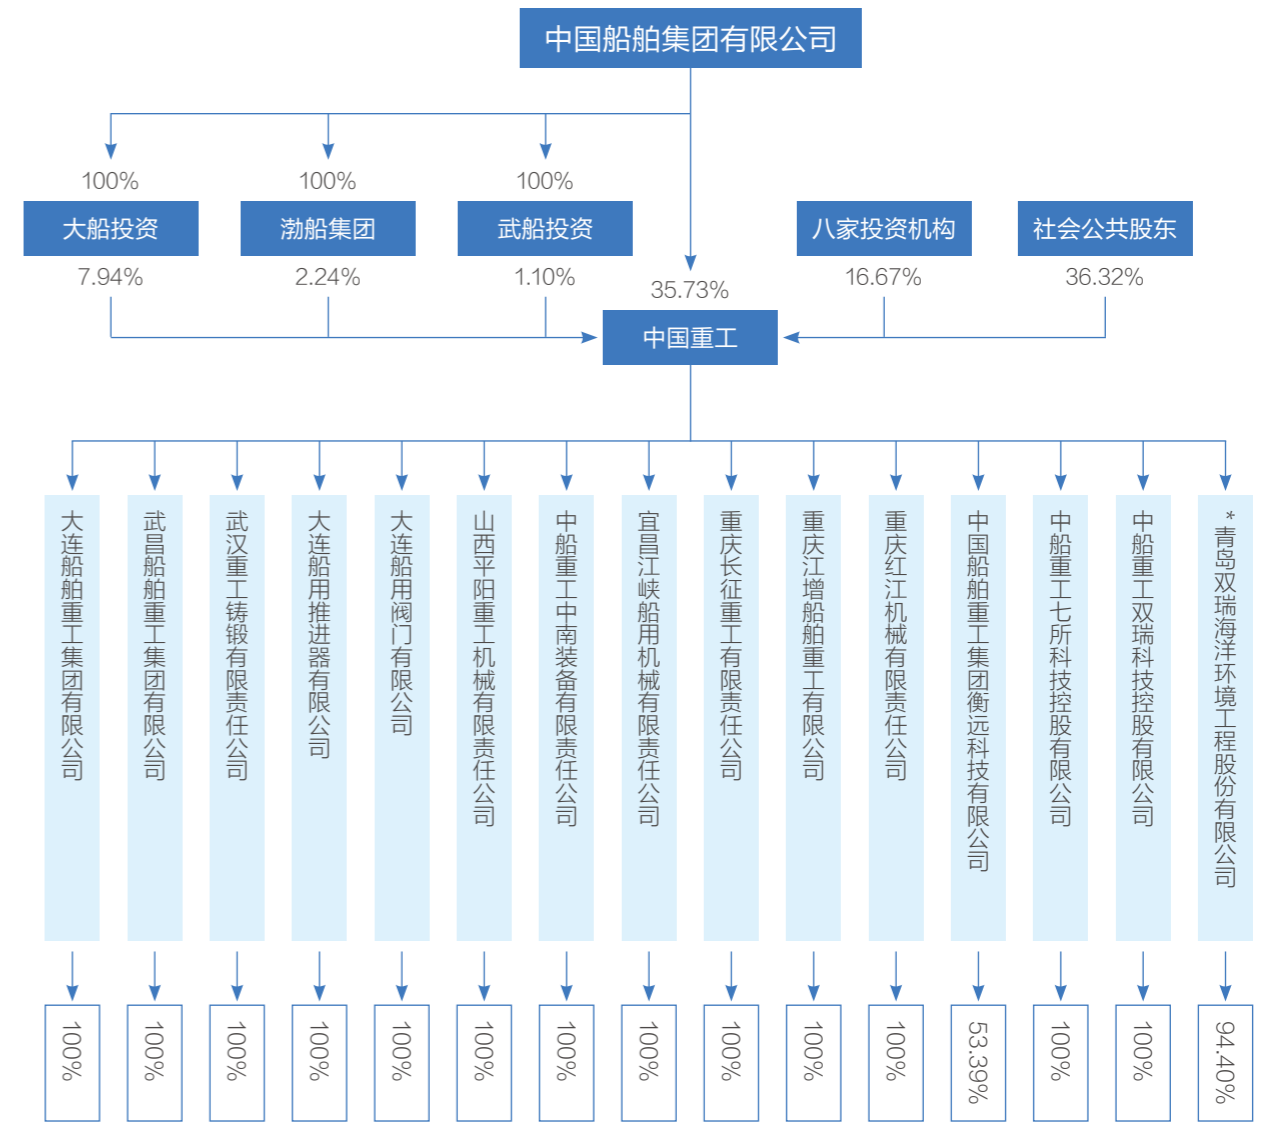 中国船舶集团有限公司
100%
100%
100%
大船投资
渤船集团
武船投资
八家投资机构
社会公共股东
7.94%
2.24%
1.10%
35.73%
16.67%
36.32%
中国重工
大连船舶重工集团有限公司
武昌船舶重工集团有限公司
武汉重工铸锻有限责任公司
大连船用推进器有限公司
大连船用阀门有限公司
山西平阳重工机械有限责任公司
中船重工中南装备有限责任公司
宜昌江峡船用机械有限责任公司
重庆长征重工有限责任公司
重庆江增船舶重工有限公司
重庆红江机械有限责任公司
中国船舶重工集团衡远科技有限公司
中船重工七所科技控股有限公司
中船重工双瑞科技控股有限公司
*青岛双瑞海洋环境工程股份有限公司
100%
100%
100%
100%
100%
100%
100%
100%
100%
100%
100%
53.39%
100%
100%
94.40%